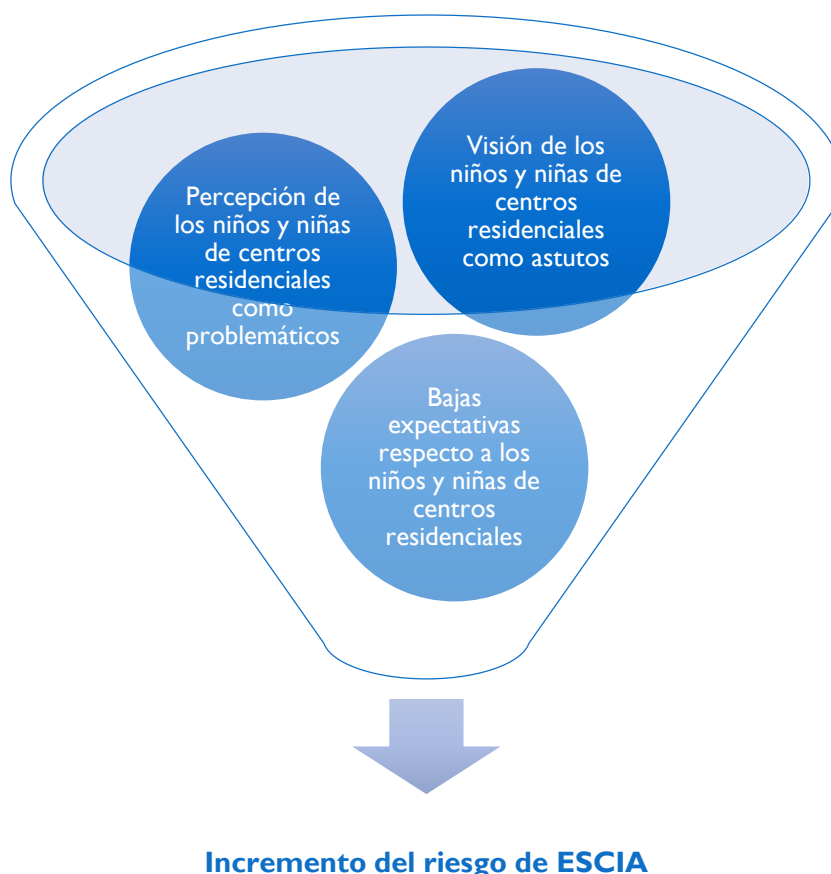 Visión de los
niños y niñas de
centros
residenciales
como astutos
Percepción de
los niños y niñas
de centros
residenciales
como
problemáticos
Bajas
expectativas
respecto a los
niños y niñas de
centros
residenciales
Incremento del riesgo de ESCIA